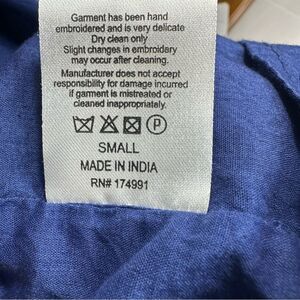 Garment has been hand
embroidered and is very delicate
Dry clean only
Slight changes in embroidery
may occur after cleaning.
Manufacturer does not accept
responsibility for damage incurred
if garment is mistreated or
cleaned inappropriately.
P
SMALL
MADE IN INDIA
RN# 174991